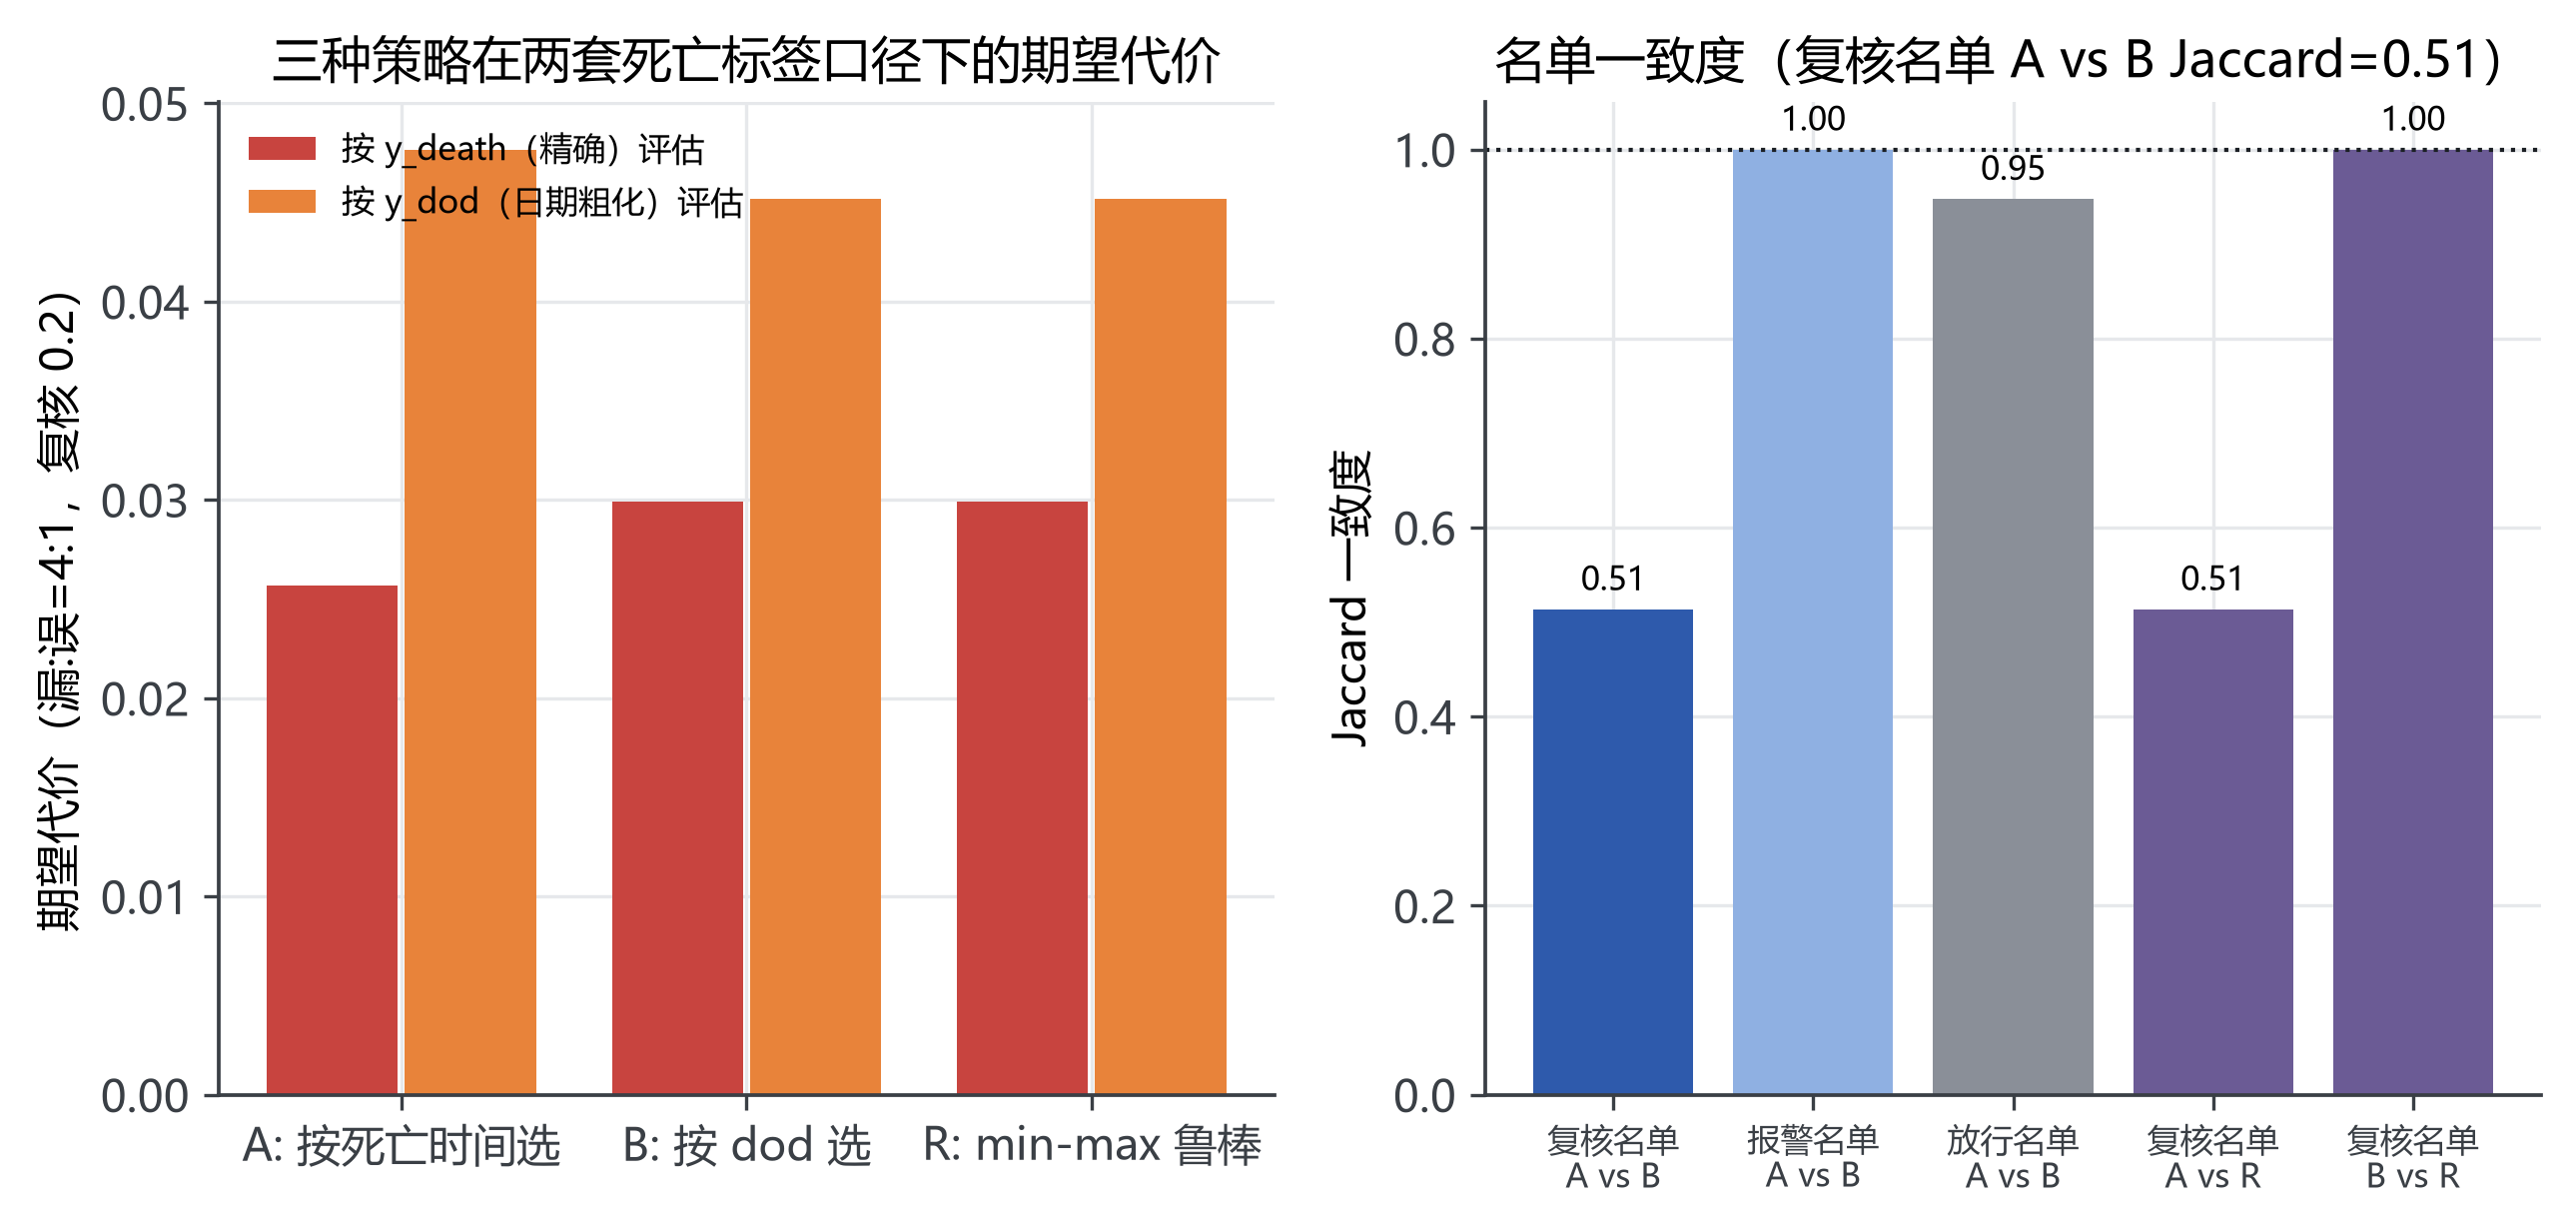 三种策略在两套死亡标签口径下的期望代价
期望代价（漏:误=4:1，复核 0.2）
0.05
0.04
0.03
0.02
0.01
0.00
按 y_death（精确）评估
按 y_dod（日期粗化）评估
A: 按死亡时间选
B: 按 dod 选
R: min-max 鲁棒
名单一致度（复核名单 A vs B Jaccard=0.51）
Jaccard 一致度
1.0
0.8
0.6
0.4
0.2
0.0
0.51
1.00
0.95
0.51
1.00
复核名单
A vs B
报警名单
A vs B
放行名单
A vs B
复核名单
A vs R
复核名单
B vs R